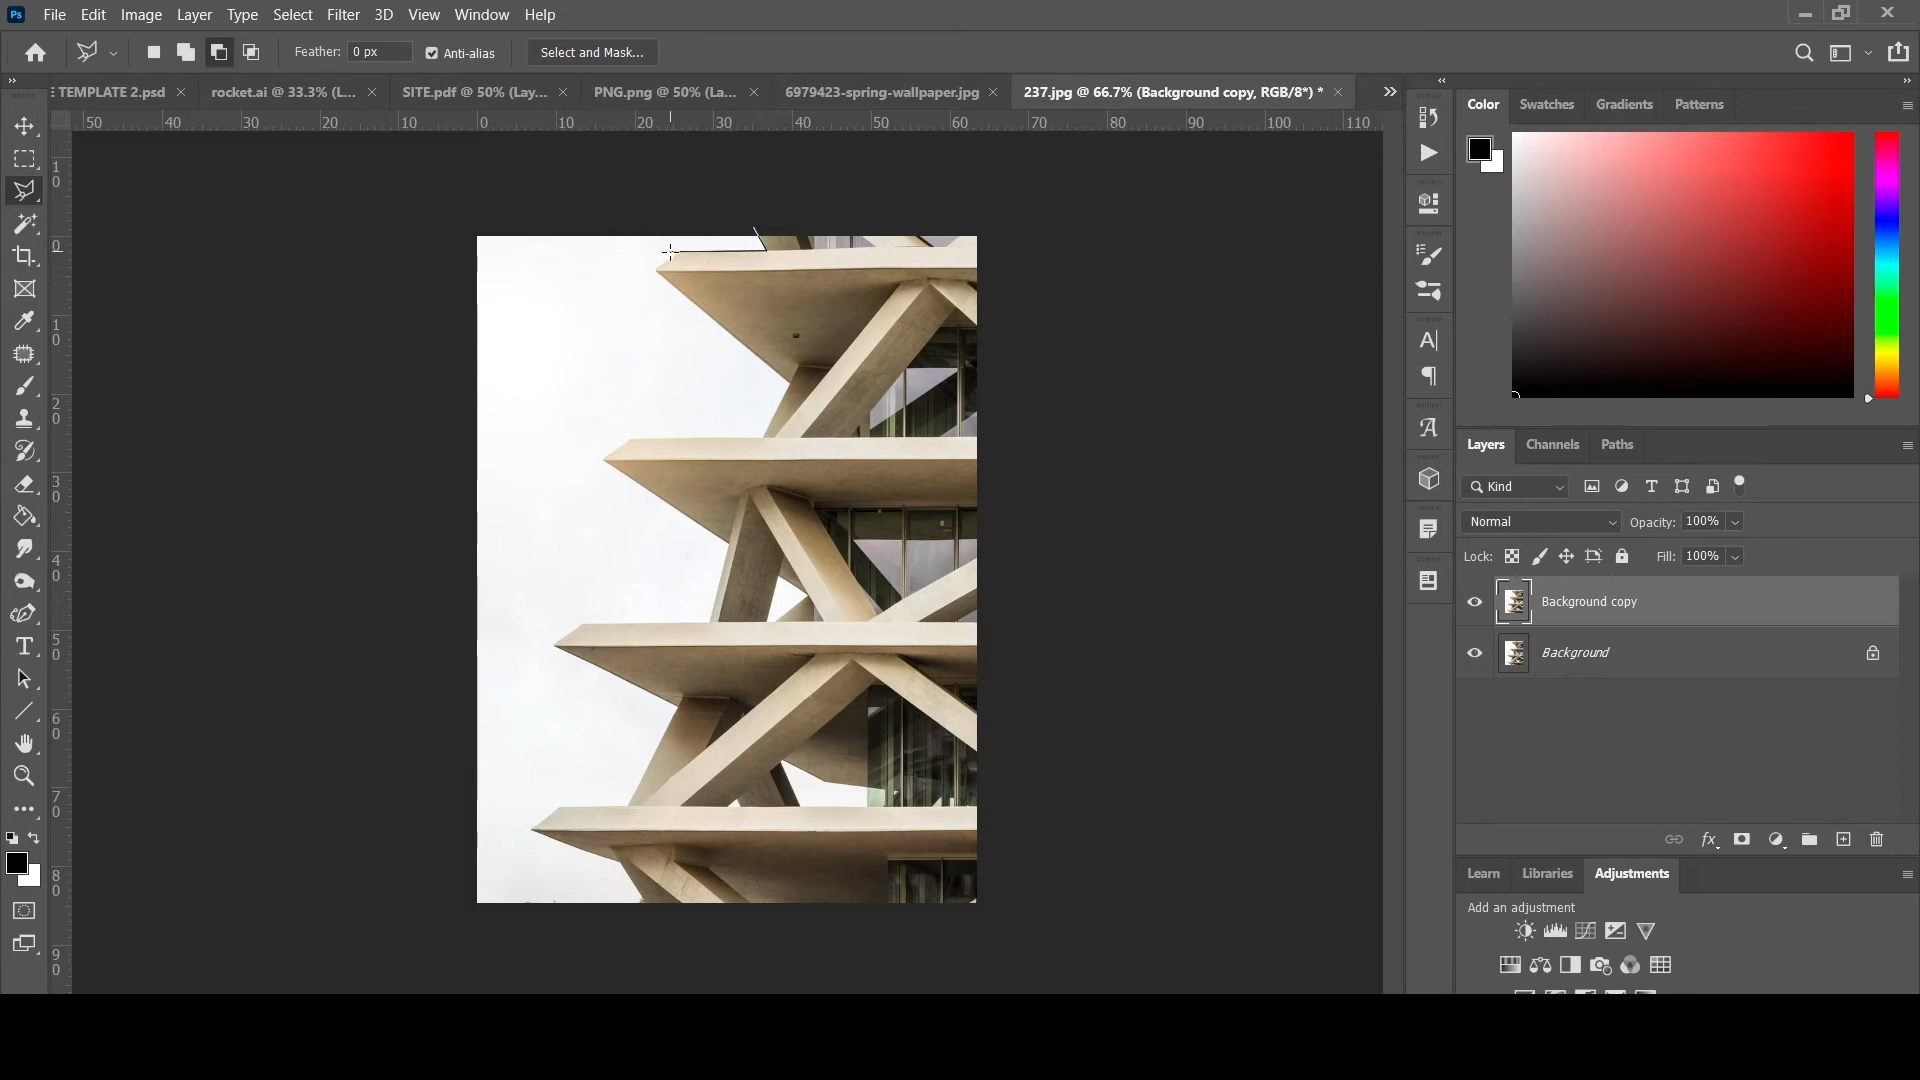 Ps File Edit Image Layer Type Select Filter 3D View Window Help
Feather: 0 px Anti-alias Select and Mask...
TEMPLATE 2.psd rocket.ai @ 33.3% (L... SITE.pdf @ 50% (Lay... PNG.png @ 50% (La... 6979423-spring-wallpaper.jpg 237.jpg @ 66.7% (Background copy, RGB/8*) *
50 40 30 20 10 0 10 20 30 40 50 60 70 80 90 100 110
10
0
10
20
30
40
50
60
70
80
90
Color Swatches Gradients Patterns
Layers Channels Paths
Kind
Normal Opacity: 100%
Lock: Fill: 100%
Background copy
Background
fx
Learn Libraries Adjustments
Add an adjustment